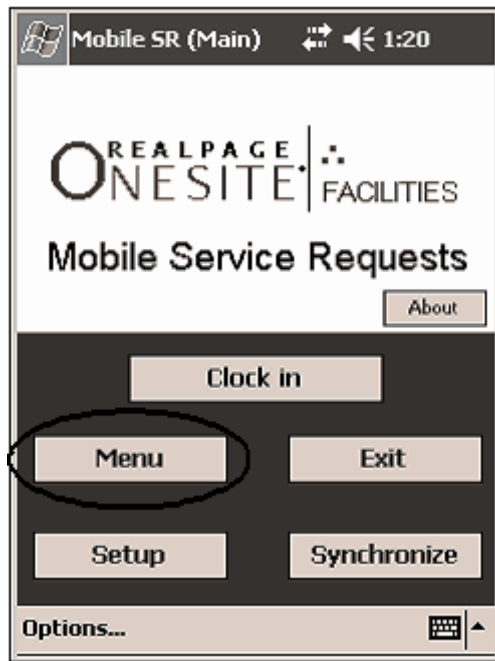 Mobile SR (Main) 1:20
REALPAGE
ONESITE
FACILITIES
Mobile Service Requests
About
Clock in
Menu Exit
Setup Synchronize
Options...